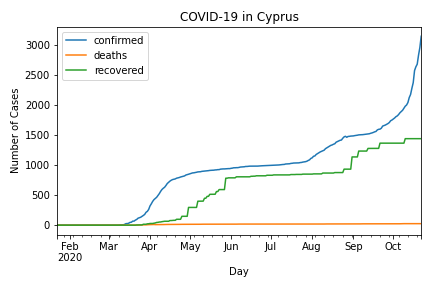 COVID-19 in Cyprus
confirmed
deaths
recovered
Number of Cases
3000
2500
2000
1500
1000
500
0
Feb Mar Apr May Jun Jul Aug Sep Oct
2020
Day